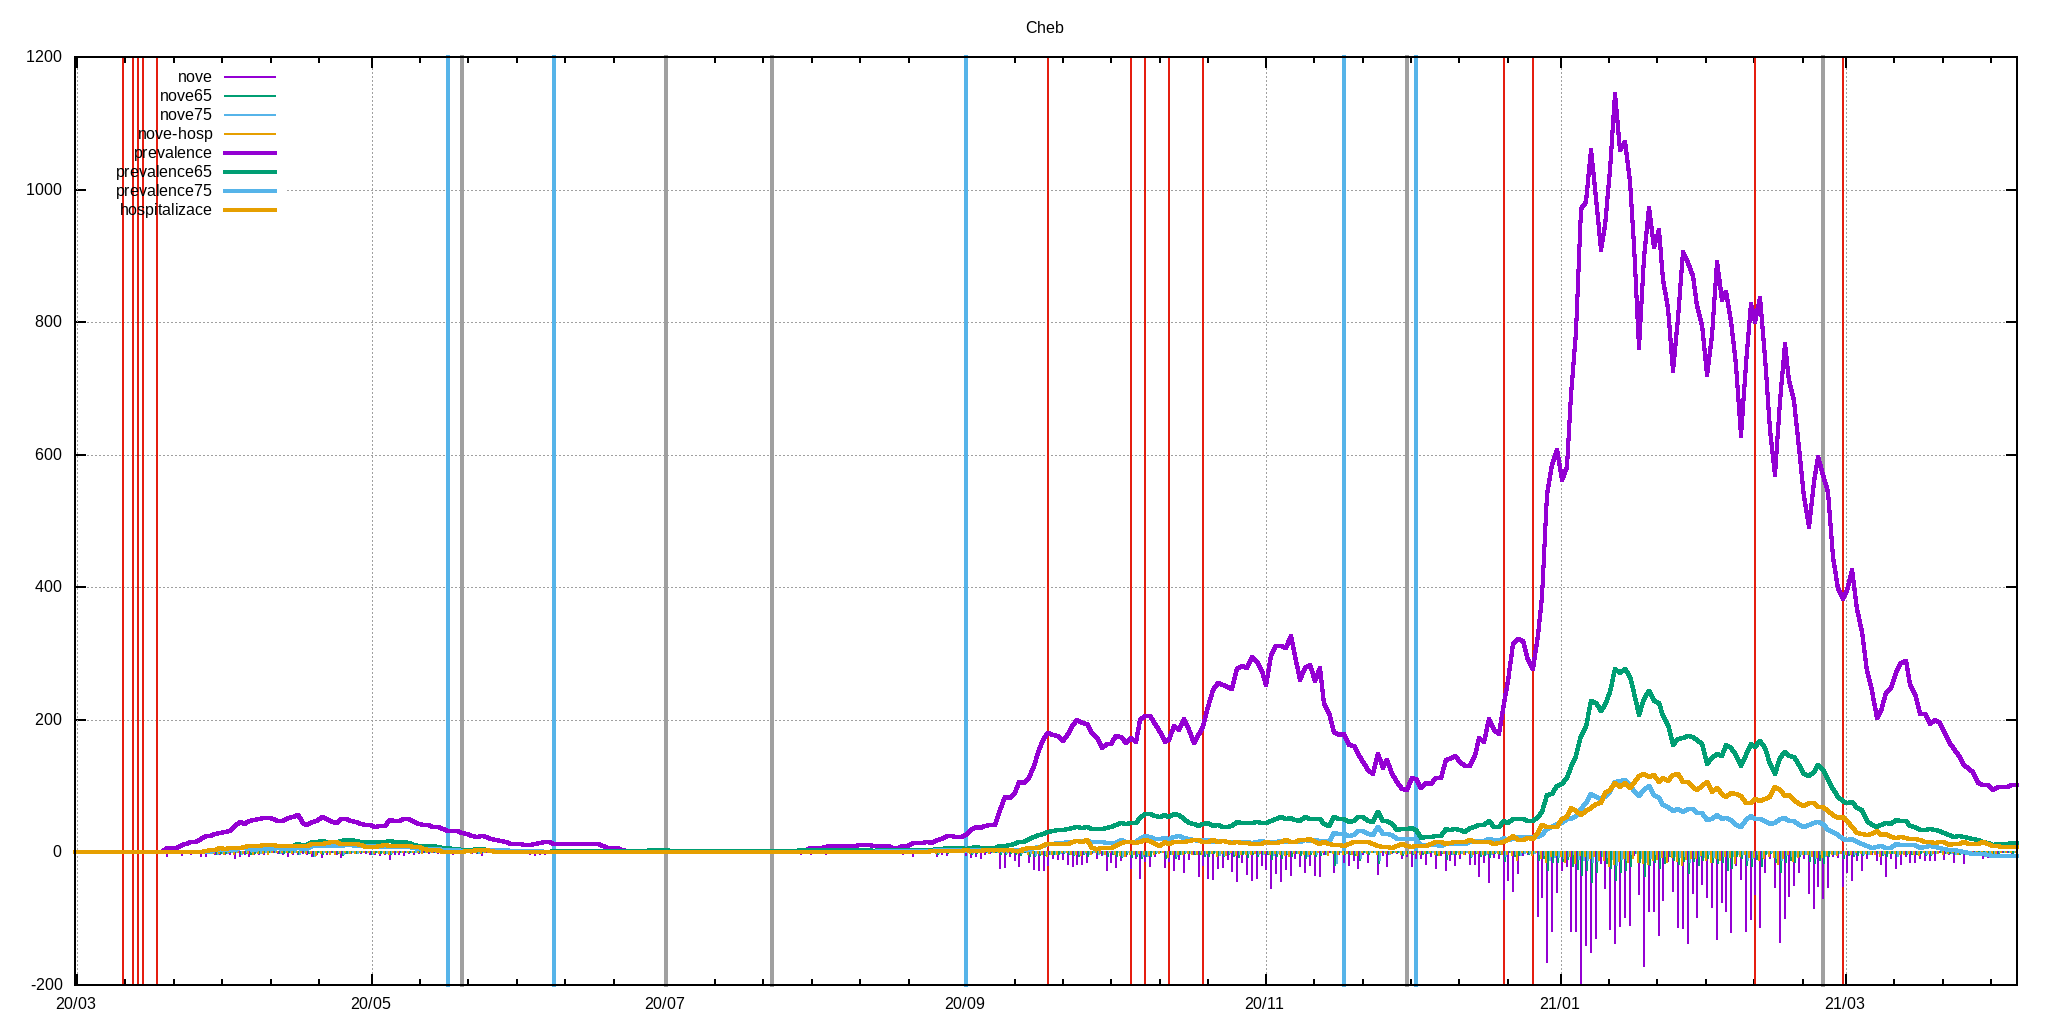 Cheb
1200
1000
800
600
400
200
0
-200
nove
nove65
nove75
nove-hosp
prevalence
prevalence65
prevalence75
hospitalizace
20/03 20/05 20/07 20/09 20/11 21/01 21/03